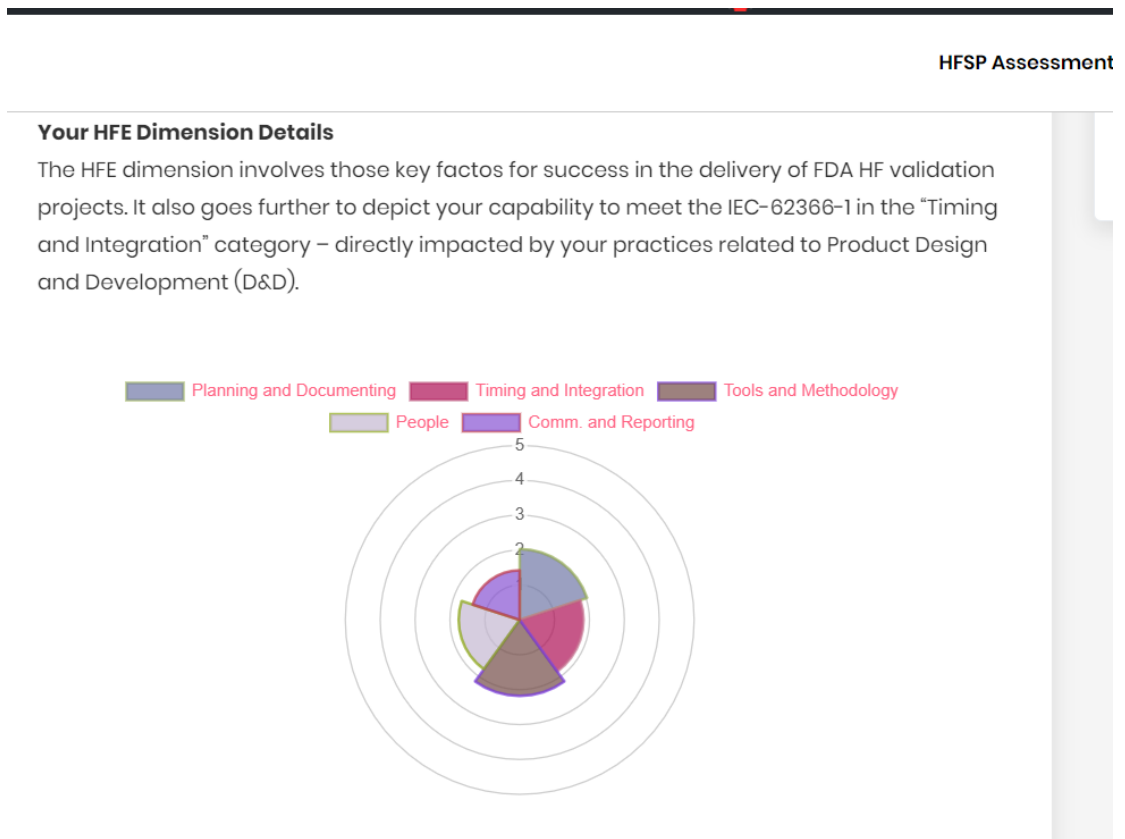 HFSP Assessment
Your HFE Dimension Details
The HFE dimension involves those key factos for success in the delivery of FDA HF validation
projects. It also goes further to depict your capability to meet the IEC-62366-1 in the “Timing
and Integration” category – directly impacted by your practices related to Product Design
and Development (D&D).
Planning and Documenting Timing and Integration Tools and Methodology
People Comm. and Reporting
5
4
3
2
1